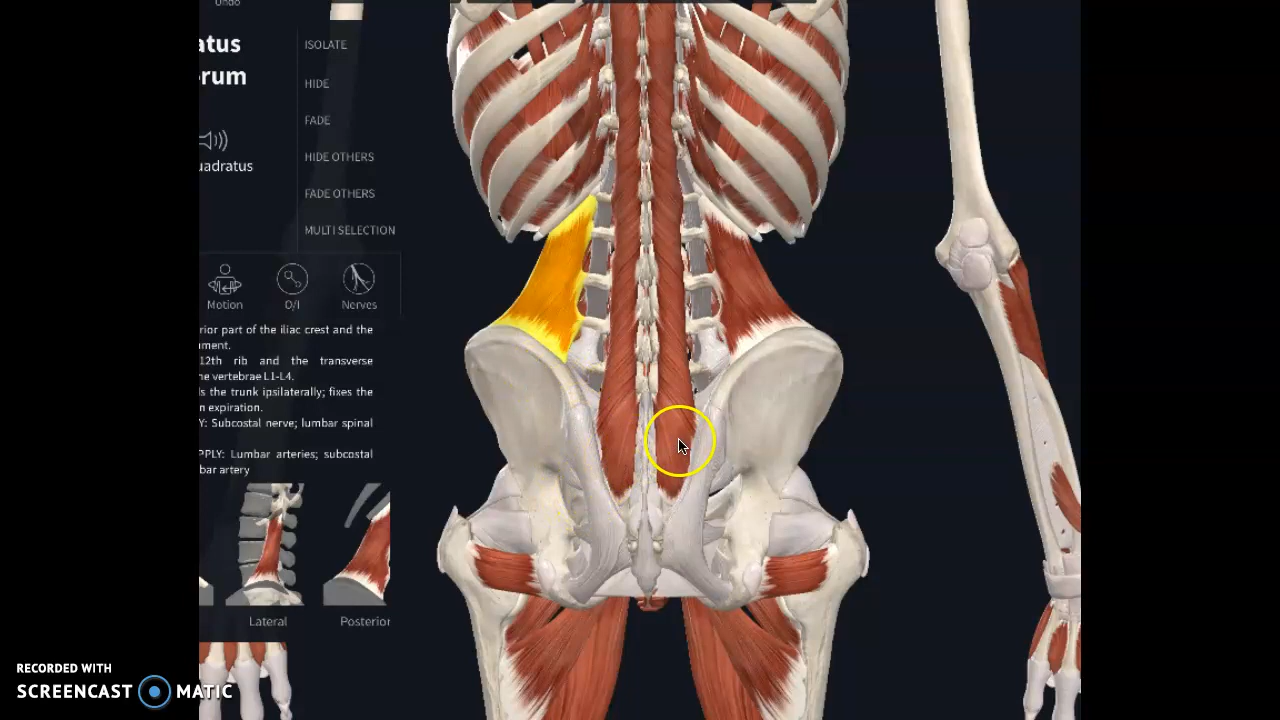 Undo
atus
rum
uadratus
ISOLATE
HIDE
FADE
HIDE OTHERS
FADE OTHERS
MULTI SELECTION
Motion
O/I
Nerves
rior part of the iliac crest and the
ment.
12th rib and the transverse
ne vertebrae L1-L4.
ls the trunk ipsilaterally; fixes the
n expiration.
Y: Subcostal nerve; lumbar spinal
PPLY: Lumbar arteries; subcostal
bar artery
Lateral
Posterior
RECORDED WITH
SCREENCAST MATIC